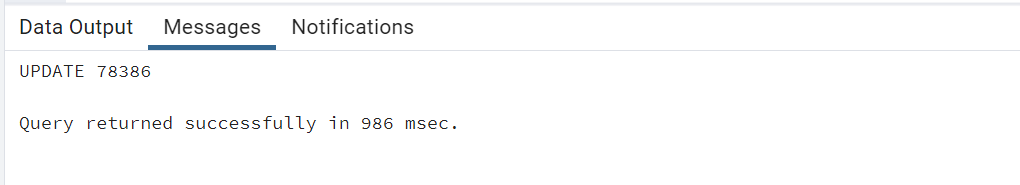 Data Output Messages Notifications
UPDATE 78386
Query returned successfully in 986 msec.